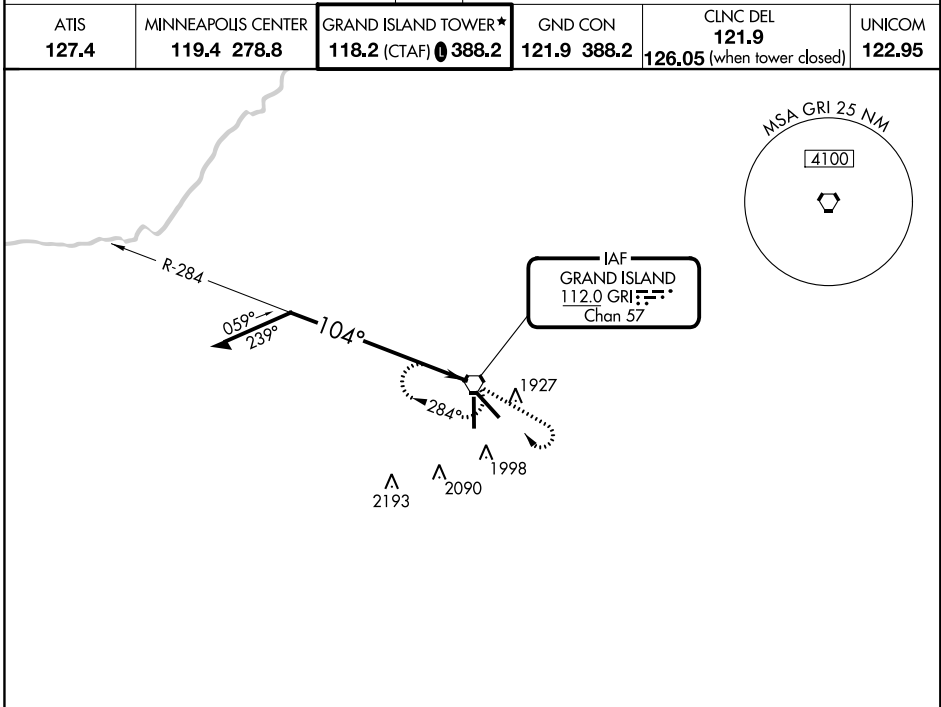 ATIS
127.4
MINNEAPOLIS CENTER
119.4 278.8
GRAND ISLAND TOWER★
118.2 (CTAF) L 388.2
GND CON
121.9 388.2
CLNC DEL
121.9
126.05 (when tower closed)
UNICOM
122.95
MSA GRI 25 NM
4100
R-284
059°
239°
104°
IAF
GRAND ISLAND
112.0 GRI
Chan 57
284°
1927
1998
2090
2193